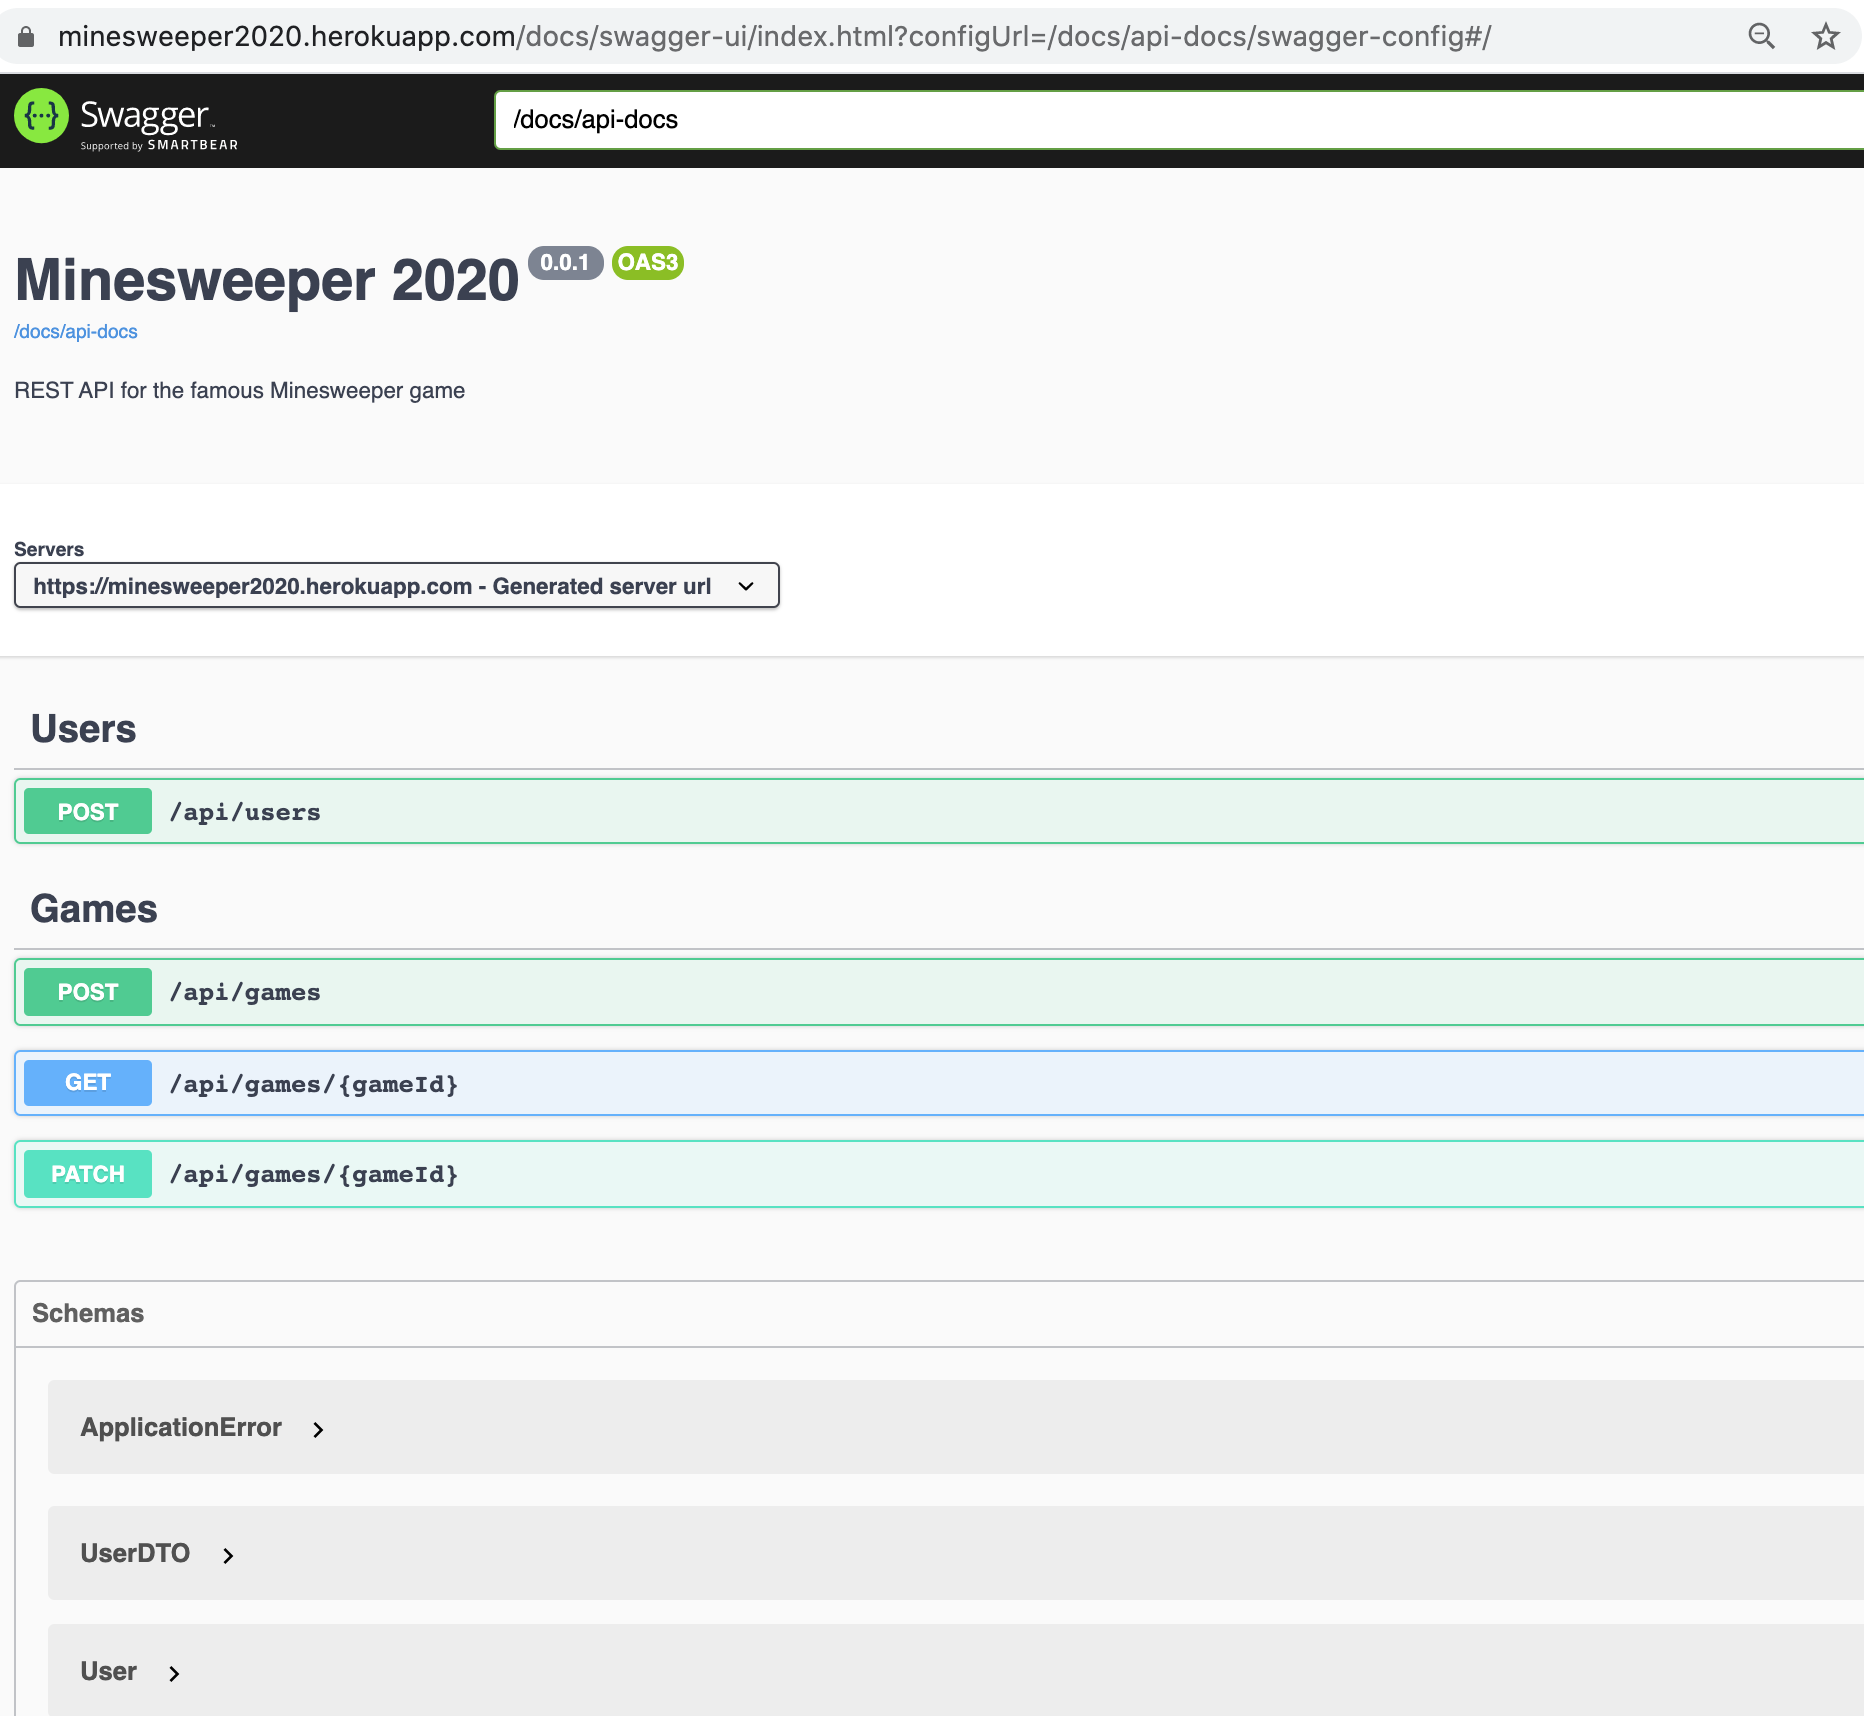 minesweeper2020.herokuapp.com/docs/swagger-ui/index.html?configUrl=/docs/api-docs/swagger-config#/
{···} Swagger™
Supported by SMARTBEAR
/docs/api-docs
Minesweeper 2020 0.0.1 OAS3
/docs/api-docs
REST API for the famous Minesweeper game
Servers
https://minesweeper2020.herokuapp.com - Generated server url
Users
POST /api/users
Games
POST /api/games
GET /api/games/{gameId}
PATCH /api/games/{gameId}
Schemas
ApplicationError
UserDTO
User